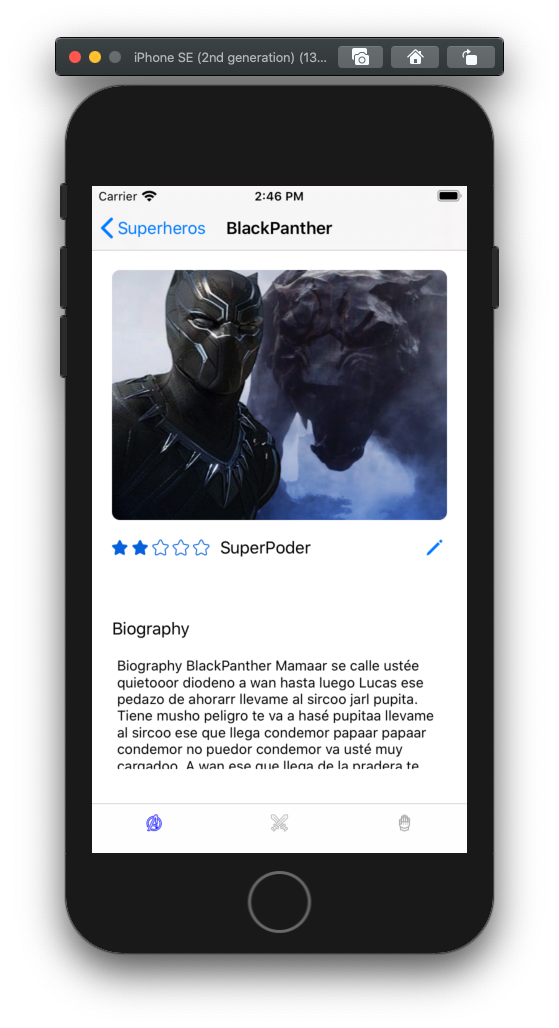 iPhone SE (2nd generation) (13...
Carrier
2:46 PM
Superheros
BlackPanther
SuperPoder
Biography
Biography BlackPanther Mamaar se calle ustée
quietooor diodeno a wan hasta luego Lucas ese
pedazo de ahorarr llevame al sircoo jarl pupita.
Tiene musho peligro te va a hasé pupitaa llevame
al sircoo ese que llega condemor papaar papaar
condemor no puedor condemor va usté muy
cargadoo. A wan ese que llega de la pradera te